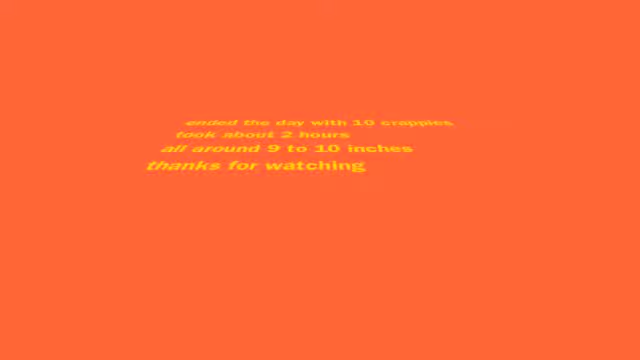 ended the day with 10 crappies
took about 2 hours
all around 9 to 10 inches
thanks for watching